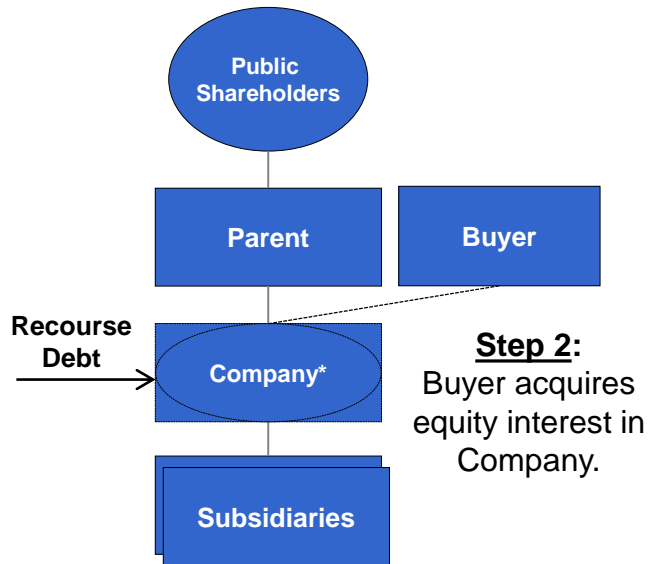 Public
Shareholders
Parent
Buyer
Recourse
Debt
Company*
Step 2:
Buyer acquires
equity interest in
Company.
Subsidiaries